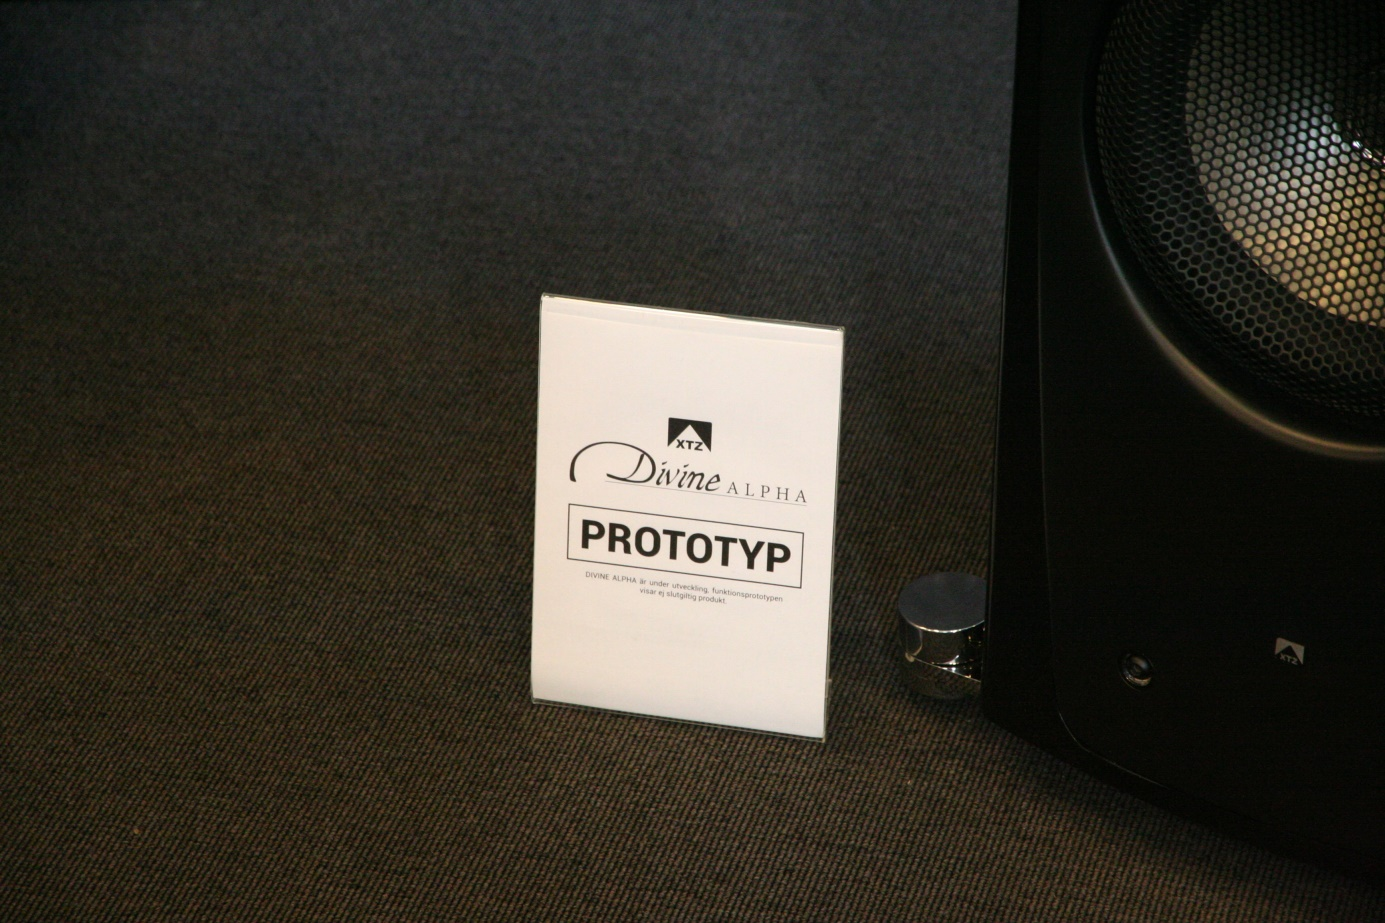 XTZ
Divine ALPHA
PROTOTYP
DIVINE ALPHA är under utveckling, funktionsprototypen
visar ej slutgiltig produkt.
XTZ